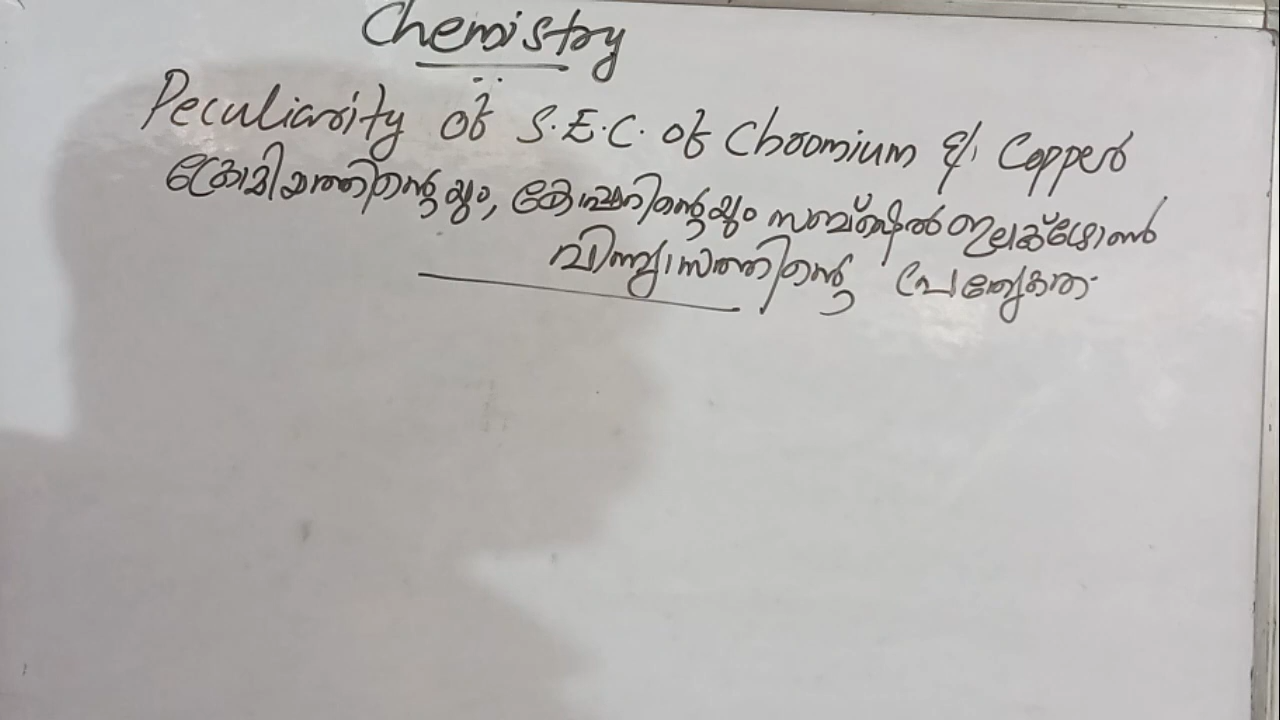 Chemistry
Peculiarity of S.E.C. of Chromium & Copper
ക്രോമിയത്തിന്റെയും, കോപ്പറിന്റെയും സബ്ഷെൽ ഇലക്ട്രോൺ
വിന്യാസത്തിന്റെ പ്രത്യേകത.